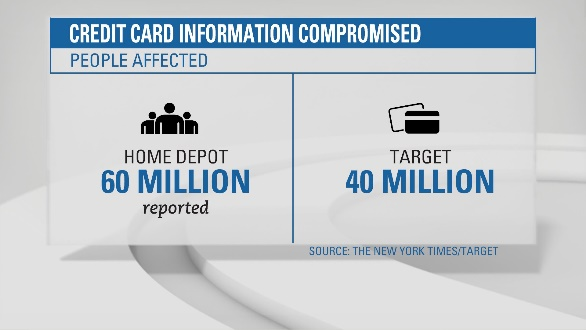 CREDIT CARD INFORMATION COMPROMISED
PEOPLE AFFECTED
HOME DEPOT
60 MILLION
reported
TARGET
40 MILLION
SOURCE: THE NEW YORK TIMES/TARGET